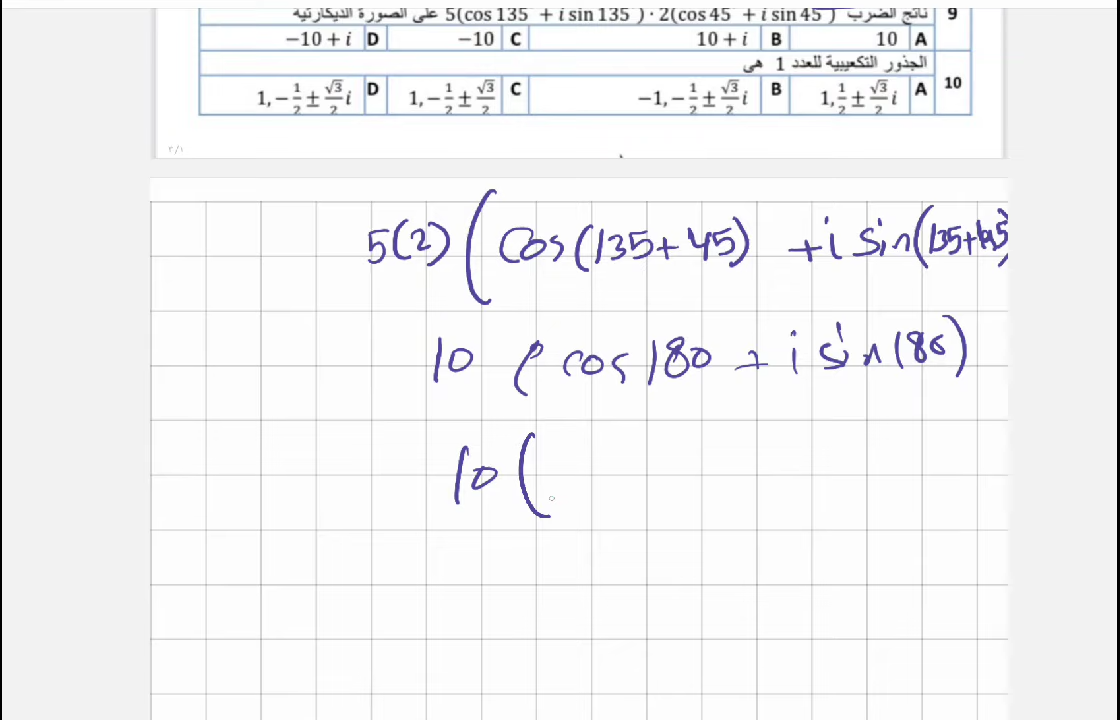 9 ناتج الضرب 5(cos 135 + i sin 135 ) · 2(cos 45 + i sin 45 ) على الصورة الديكارتية
A 10 B 10 + i C −10 D −10 + i
10 الجذور التكعيبية للعدد 1 هي
A 1, 1/2 ± √3/2 i B −1, −1/2 ± √3/2 i C 1, −1/2 ± √3/2 D 1, −1/2 ± √3/2 i
٣/١
5(2) ( cos(135+45) + i sin(135+45)
10 ( cos 180 + i sin 180)
10 (